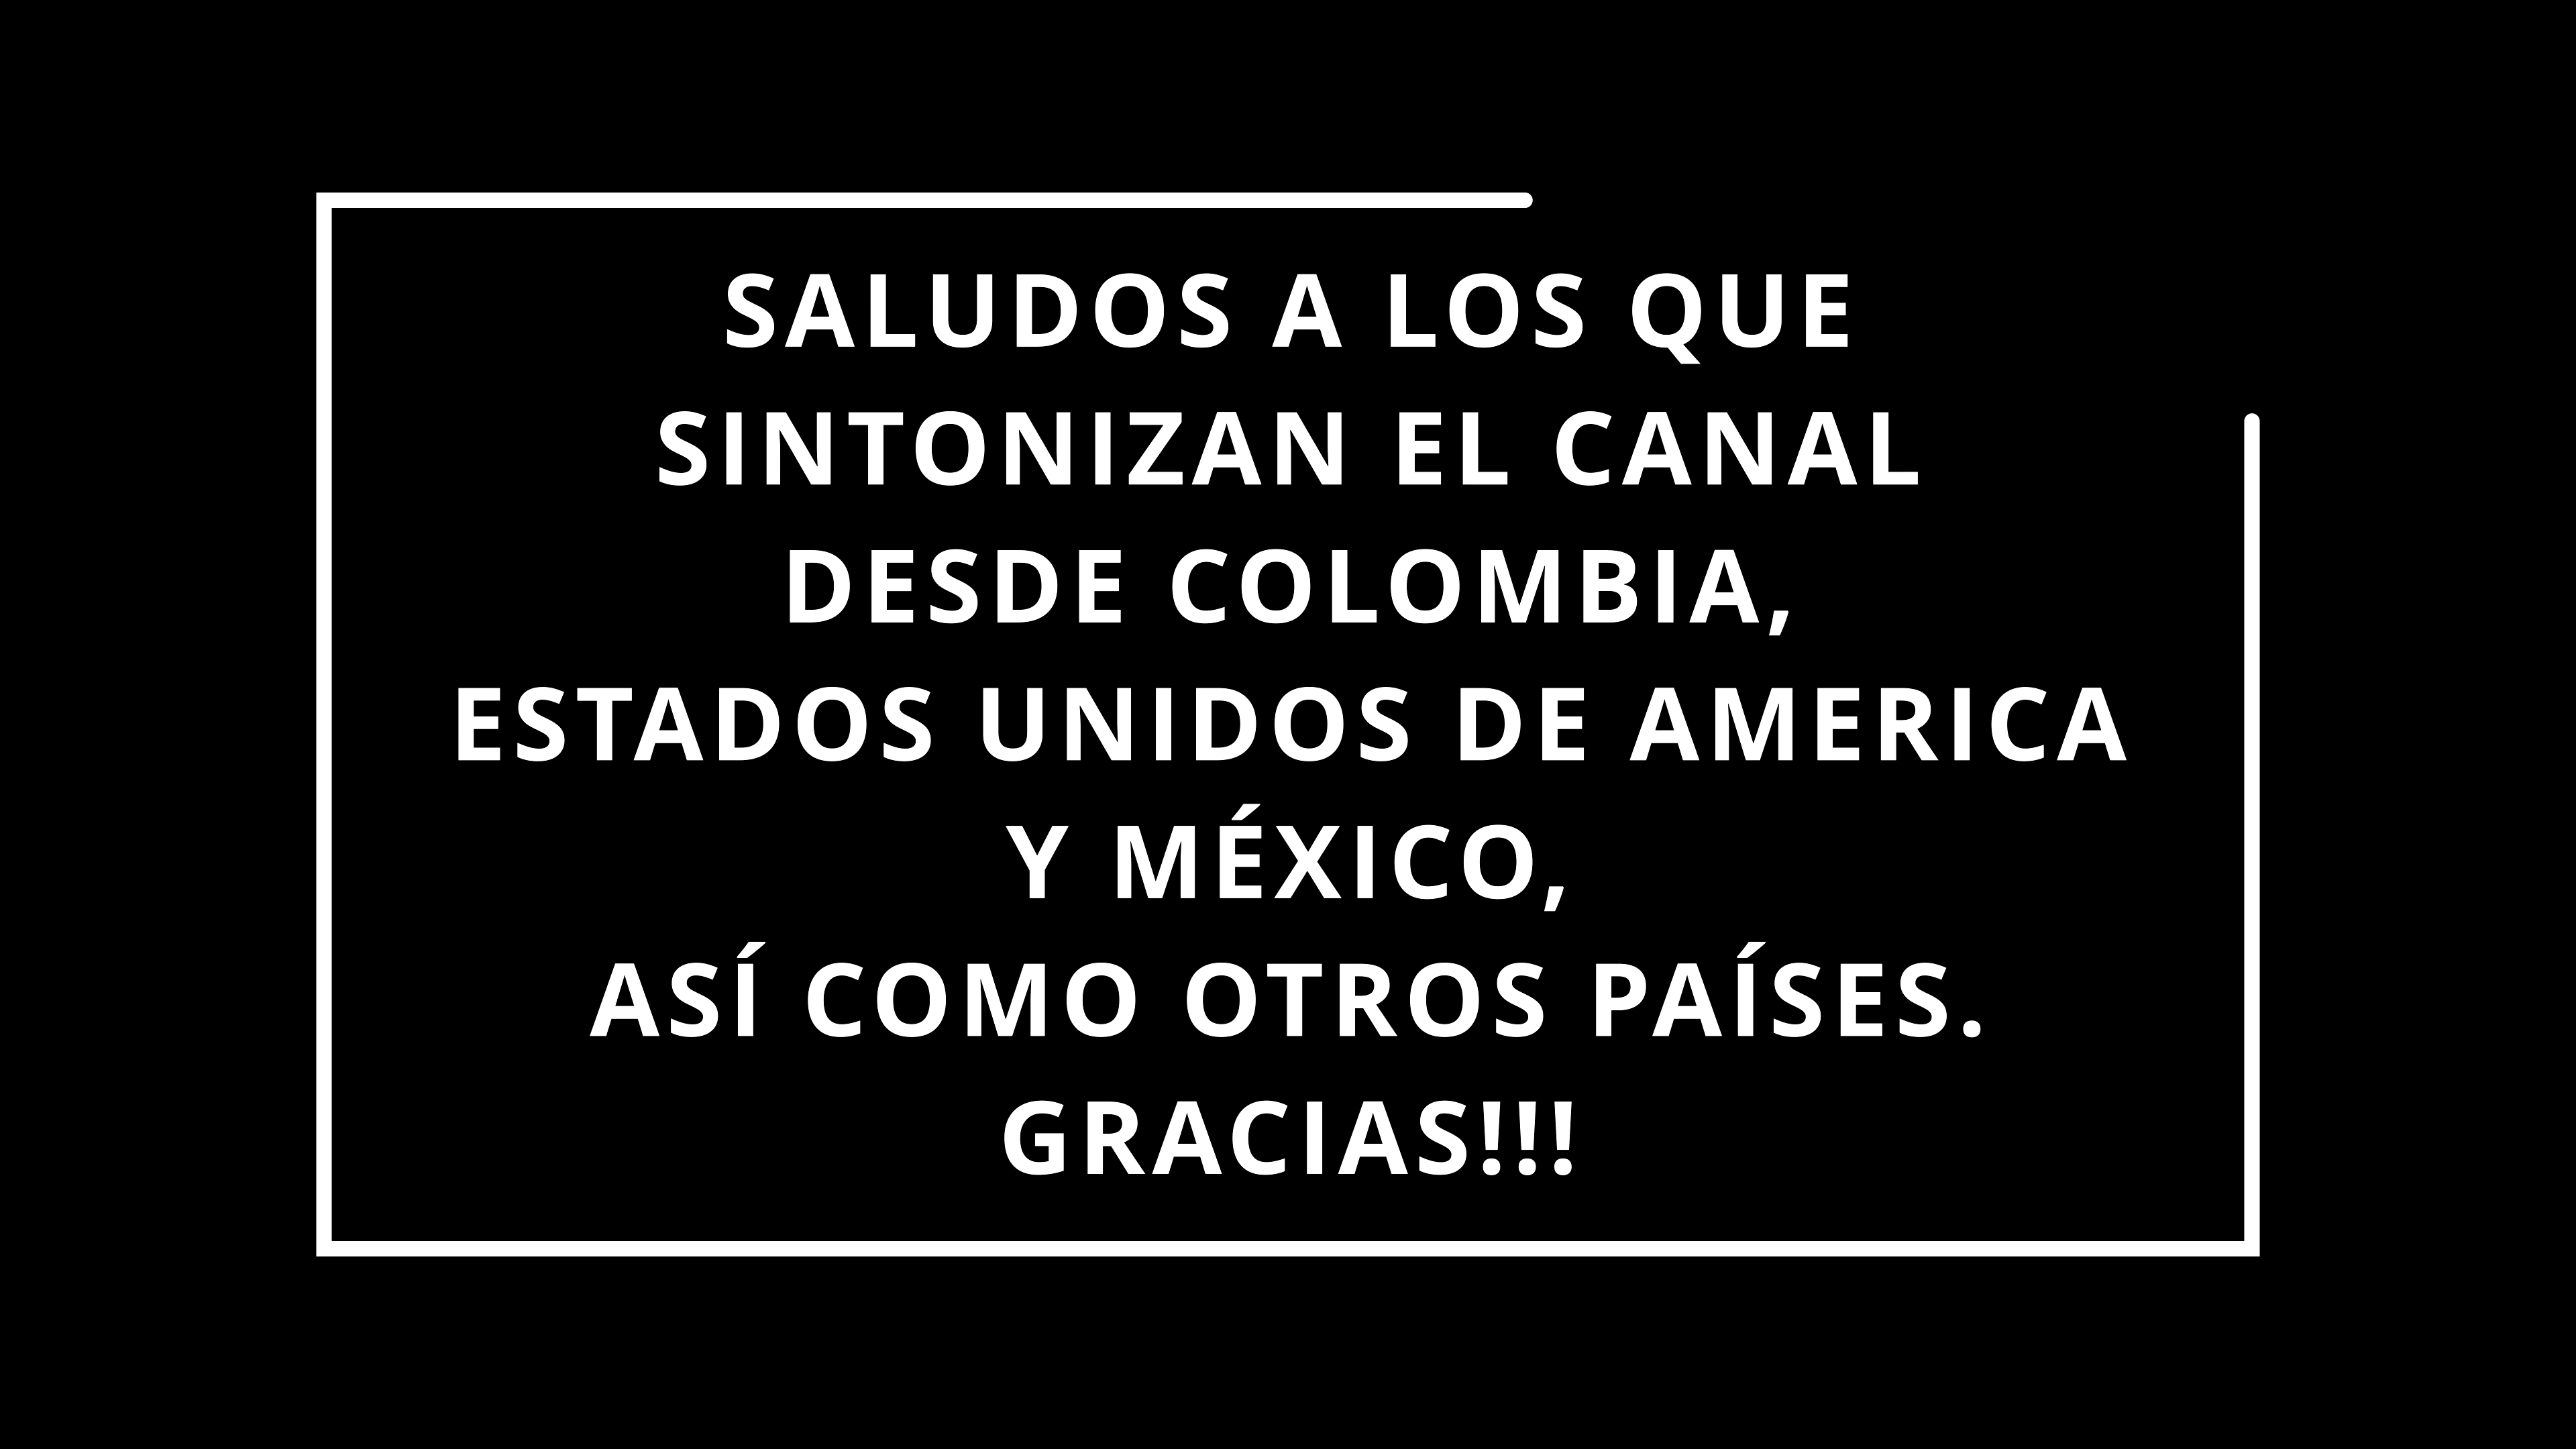 SALUDOS A LOS QUE
SINTONIZAN EL CANAL
DESDE COLOMBIA,
ESTADOS UNIDOS DE AMERICA
Y MÉXICO,
ASÍ COMO OTROS PAÍSES.
GRACIAS!!!